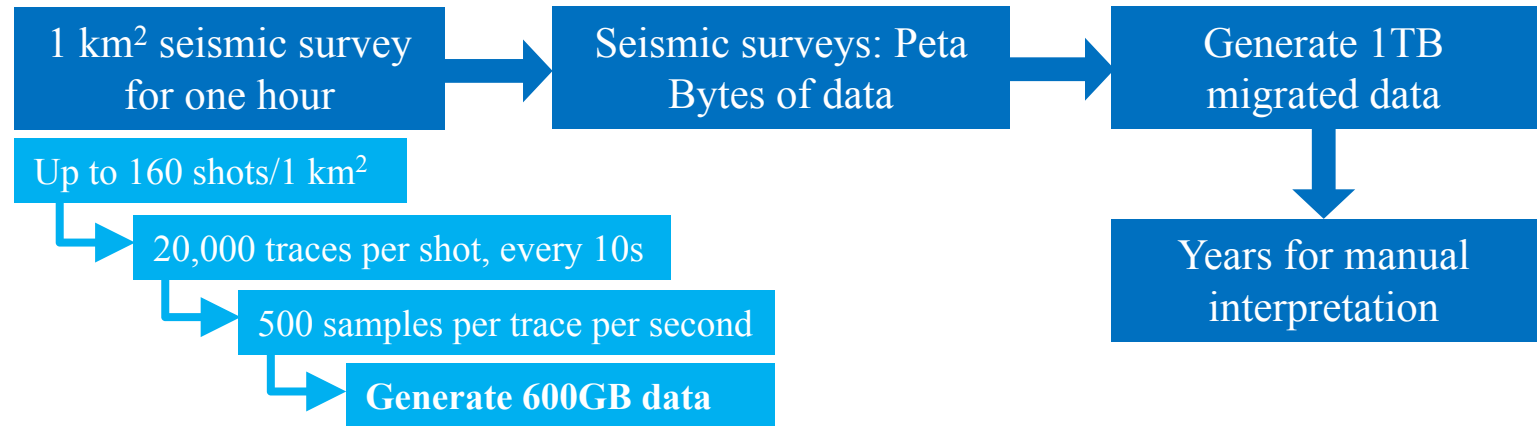 1 km² seismic survey
for one hour
Seismic surveys: Peta
Bytes of data
Generate 1TB
migrated data
Up to 160 shots/1 km²
20,000 traces per shot, every 10s
500 samples per trace per second
Generate 600GB data
Years for manual
interpretation